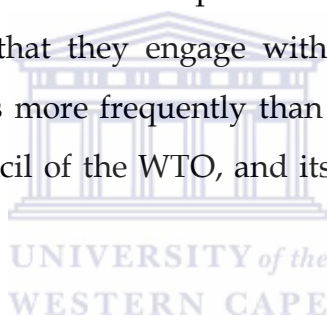 that they engage with
s more frequently than
cil of the WTO, and its
UNIVERSITY of the
WESTERN CAPE